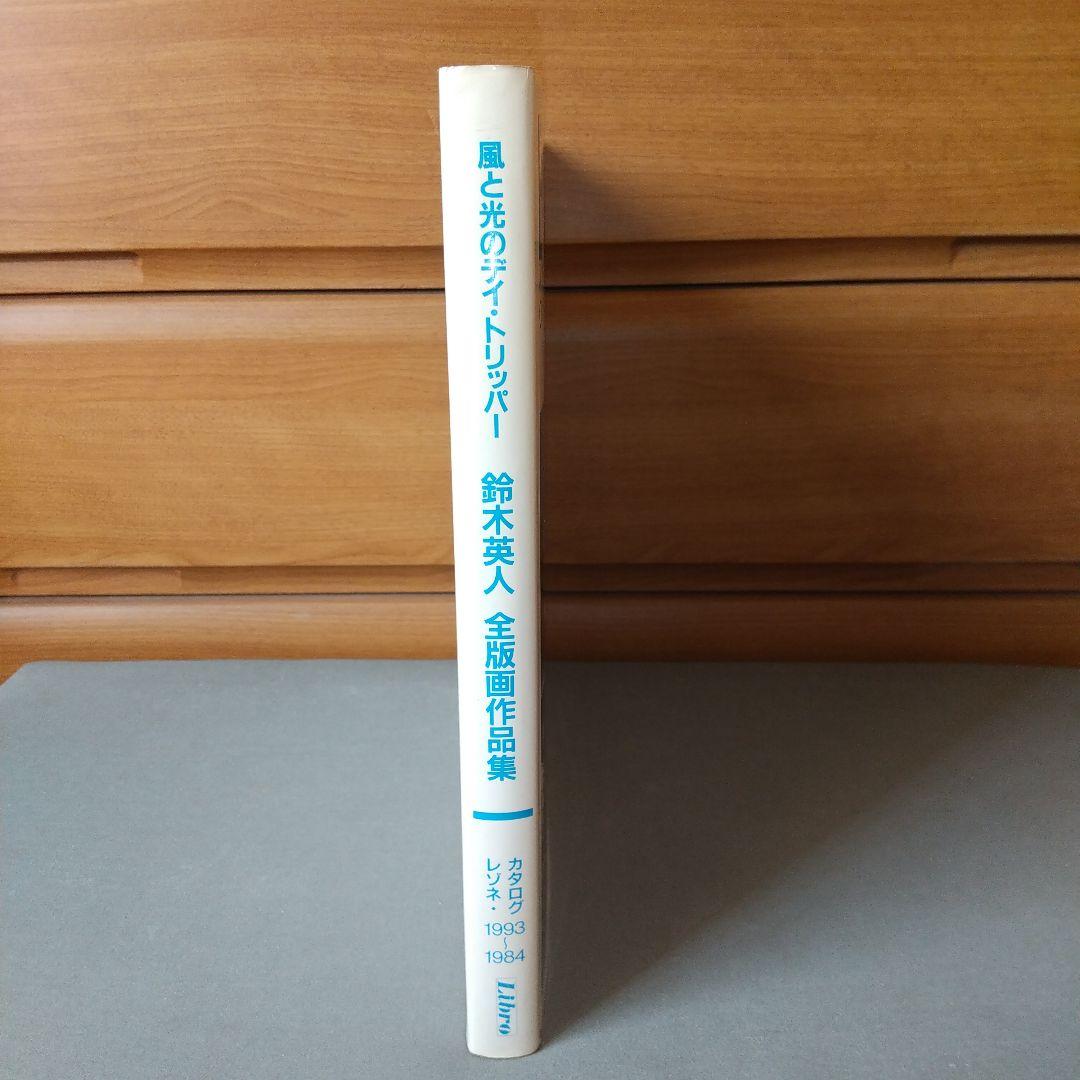 風と光のデイ・トリッパー
鈴木英人
全版画作品集
カタログ
レゾネ・
1993
〜
1984
Libro